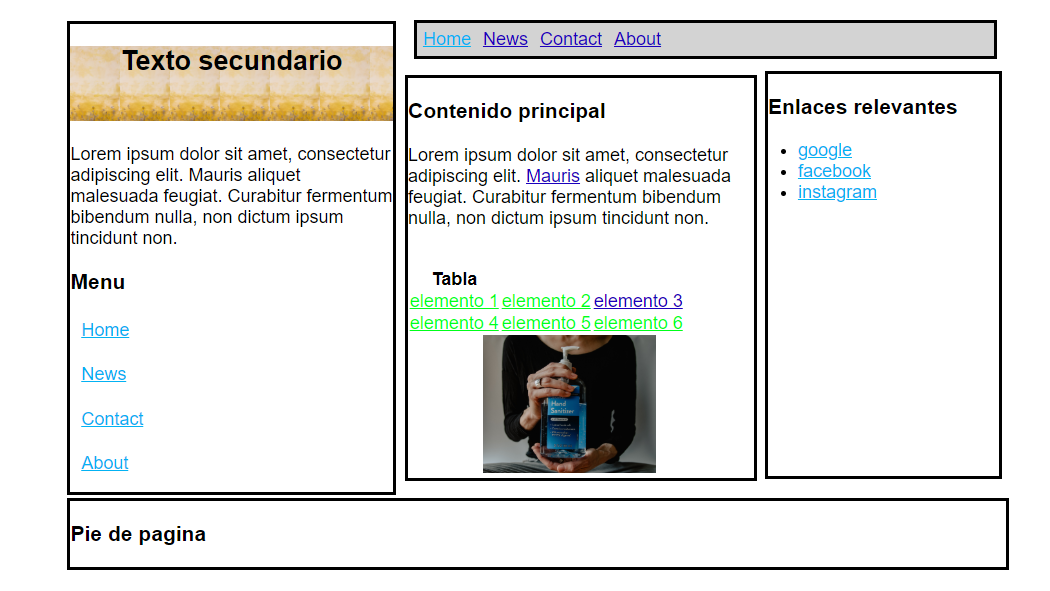 Home News Contact About
Texto secundario
Lorem ipsum dolor sit amet, consectetur
adipiscing elit. Mauris aliquet
malesuada feugiat. Curabitur fermentum
bibendum nulla, non dictum ipsum
tincidunt non.
Menu
Home
News
Contact
About
Contenido principal
Lorem ipsum dolor sit amet, consectetur
adipiscing elit. Mauris aliquet malesuada
feugiat. Curabitur fermentum bibendum
nulla, non dictum ipsum tincidunt non.
Tabla
elemento 1 elemento 2 elemento 3
elemento 4 elemento 5 elemento 6
Hand
Sanitizer
Enlaces relevantes
google
facebook
instagram
Pie de pagina